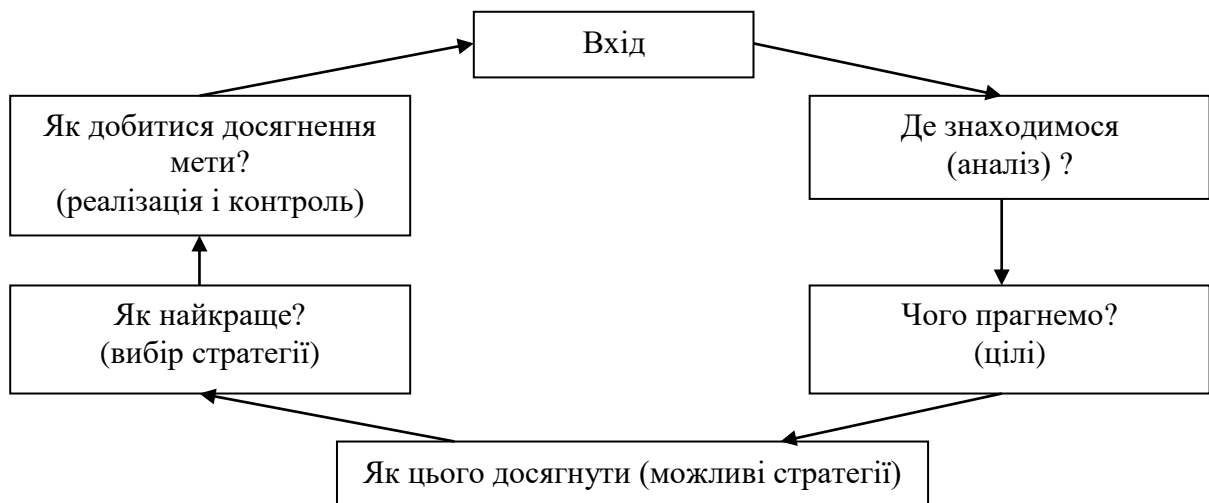 Вхід
Де знаходимося
(аналіз) ?
Чого прагнемо?
(цілі)
Як цього досягнути (можливі стратегії)
Як найкраще?
(вибір стратегії)
Як добитися досягнення
мети?
(реалізація і контроль)